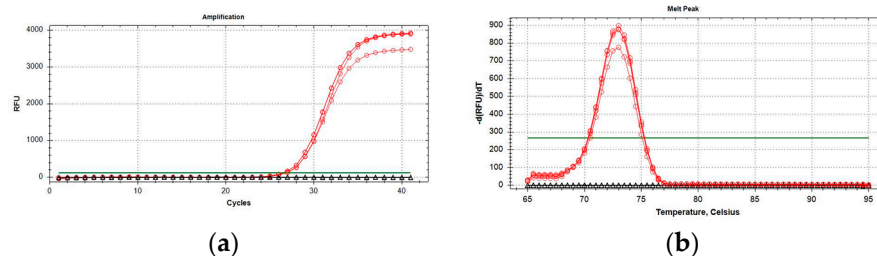 Amplification
4000
3000
2000
1000
0
RFU
0 10 20 30 40
Cycles
(a)
Melt Peak
900
800
700
600
500
400
300
200
100
0
-d(RFU)/dT
65 70 75 80 85 90 95
Temperature, Celsius
(b)